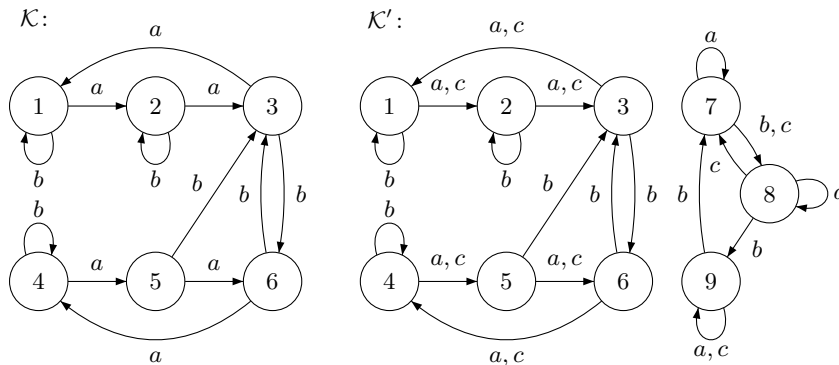 𝒦:
a
1 a 2 a 3
b b
b b b
b
4 a 5 a 6
a
𝒦′:
a, c
1 a, c 2 a, c 3
b b
b b b
b
4 a, c 5 a, c 6
a, c
a
7
b, c
c
8 a
b b
9
a, c